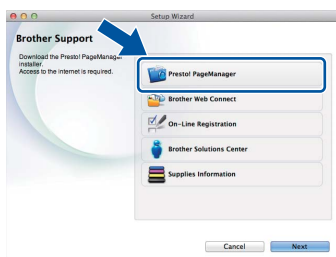 Setup Wizard
Brother Support
Download the Presto! PageManager
installer.
Access to the internet is required.
Presto! PageManager
Brother Web Connect
On-Line Registration
Brother Solutions Center
Supplies Information
Cancel
Next